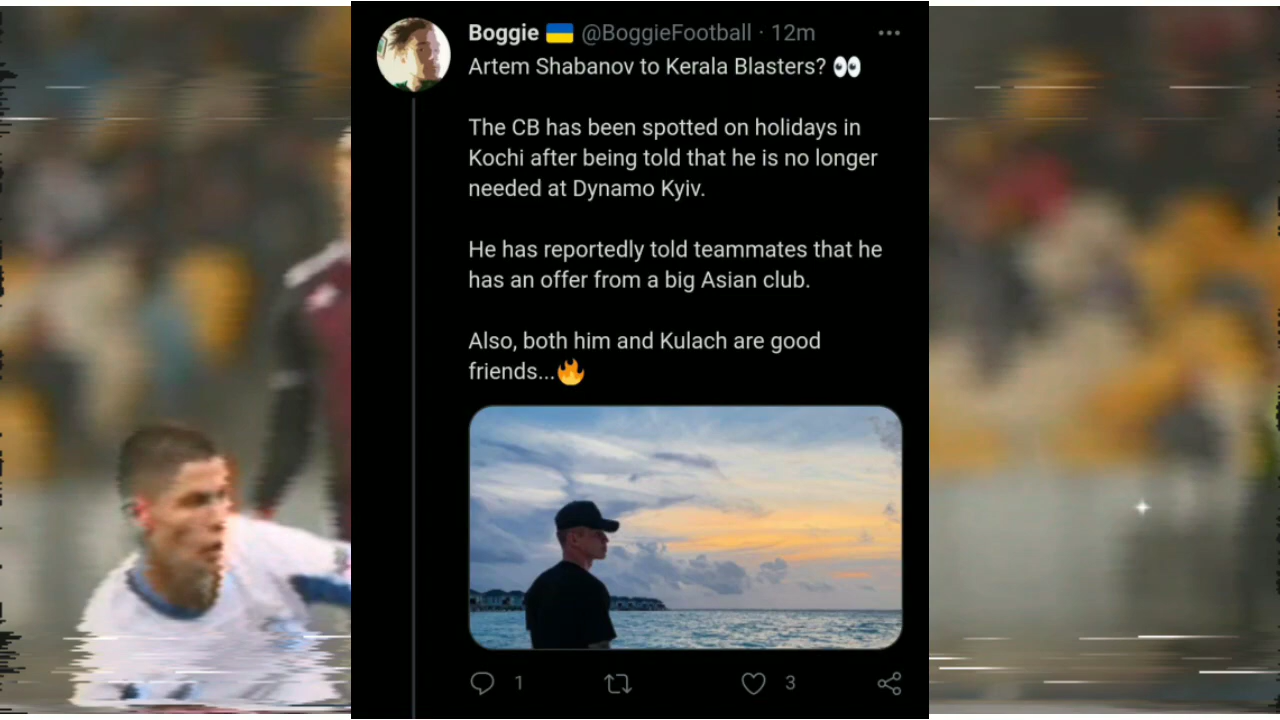 Boggie 🇺🇦 @BoggieFootball · 12m
Artem Shabanov to Kerala Blasters? 👀
The CB has been spotted on holidays in
Kochi after being told that he is no longer
needed at Dynamo Kyiv.
He has reportedly told teammates that he
has an offer from a big Asian club.
Also, both him and Kulach are good
friends...🔥
1
3